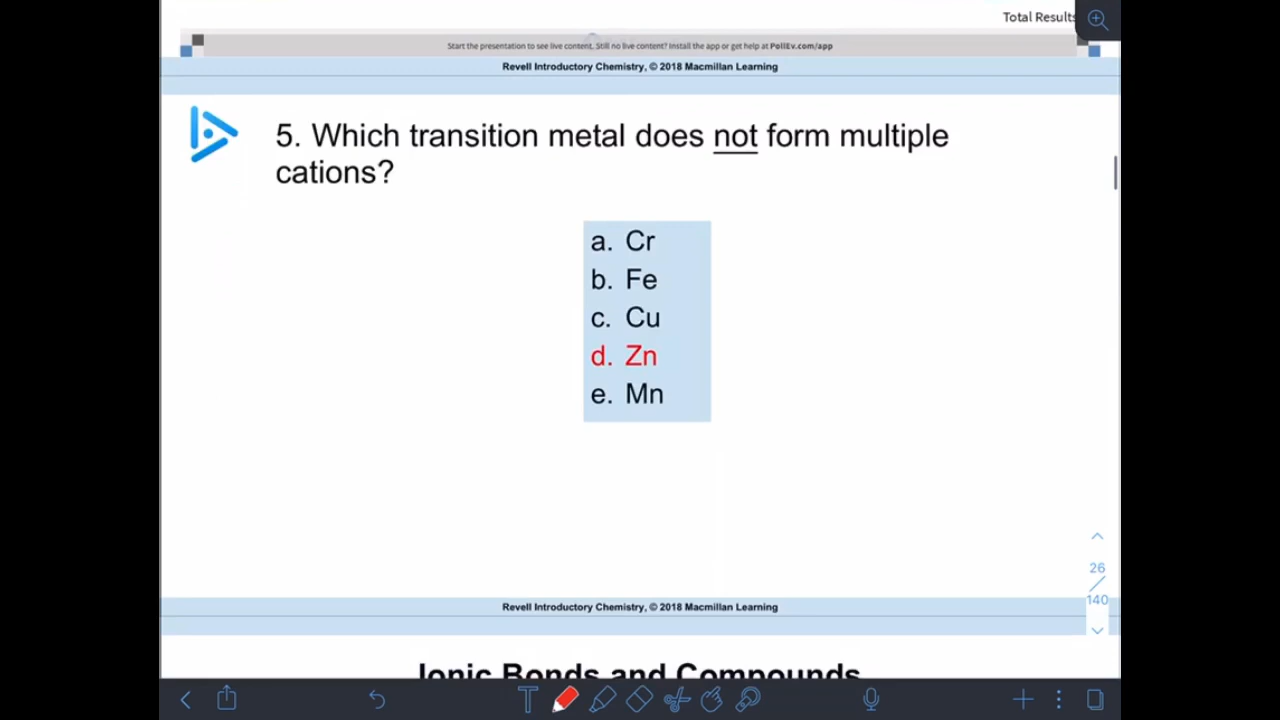 Total Results
Start the presentation to see live content. Still no live content? Install the app or get help at PollEv.com/app
Revell Introductory Chemistry, © 2018 Macmillan Learning
5. Which transition metal does not form multiple
cations?
a. Cr
b. Fe
c. Cu
d. Zn
e. Mn
26
140
Revell Introductory Chemistry, © 2018 Macmillan Learning
Ionic Bonds and Compounds